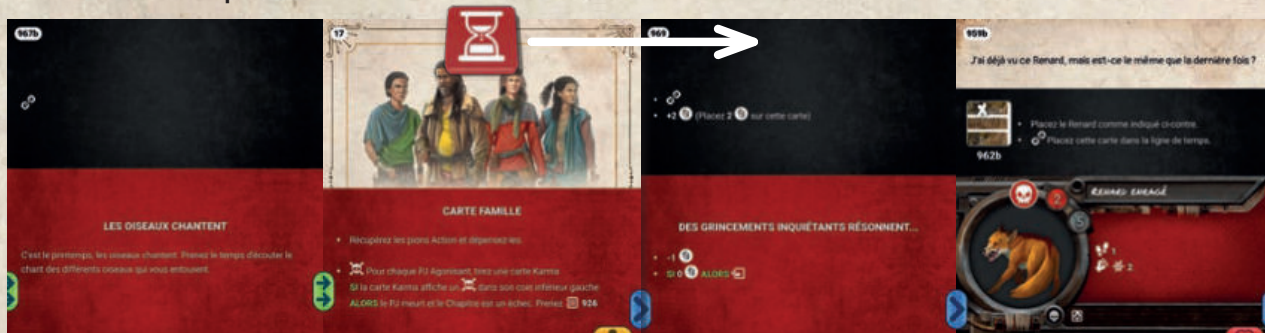 967b
LES OISEAUX CHANTENT
C'est le printemps, les oiseaux chantent. Prenez le temps d'écouter le
chant des différents oiseaux qui vous entourent.
17
CARTE FAMILLE
• Récupérez les pions Action et dépensez-les.
• Pour chaque PJ Agonisant, tirez une carte Karma
SI la carte Karma affiche un dans son coin inférieur gauche
ALORS le PJ meurt et le Chapitre est un échec. Prenez 926
969
•
• +2 (Placez 2 sur cette carte)
DES GRINCEMENTS INQUIÉTANTS RÉSONNENT...
• -1
• SI 0 ALORS
959b
J'ai déjà vu ce Renard, mais est-ce le même que la dernière fois ?
962b
• Placez le Renard comme indiqué ci-contre.
• Placez cette carte dans la ligne de temps.
RENARD ENRAGÉ
2
5
1
2